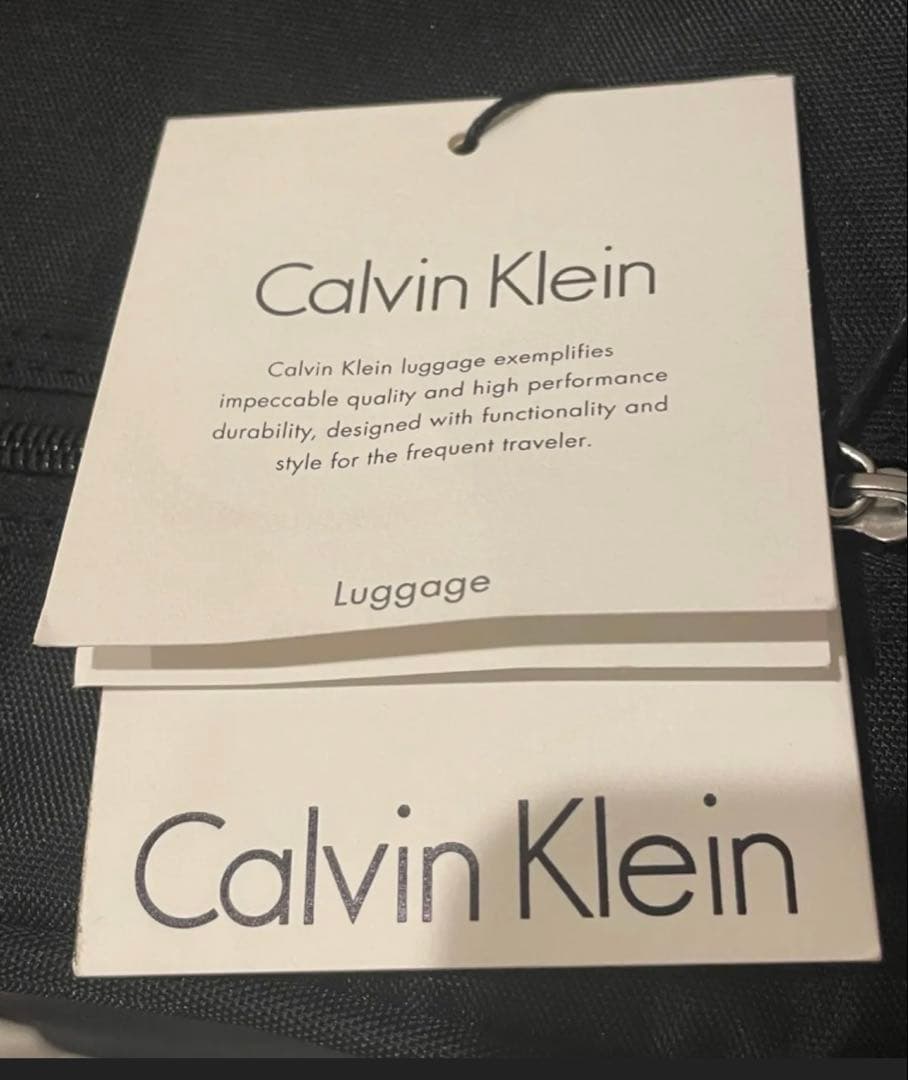 Calvin Klein
Calvin Klein luggage exemplifies
impeccable quality and high performance
durability, designed with functionality and
style for the frequent traveler.
Luggage
Calvin Klein